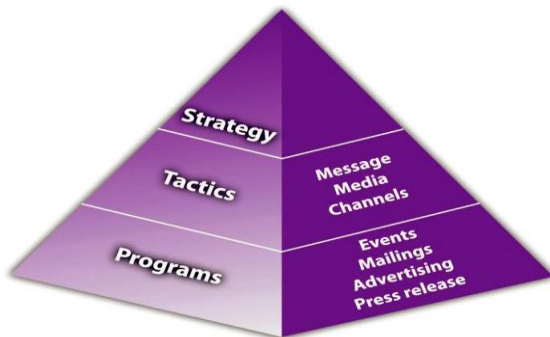 Strategy
Tactics
Message
Media
Channels
Programs
Events
Mailings
Advertising
Press release